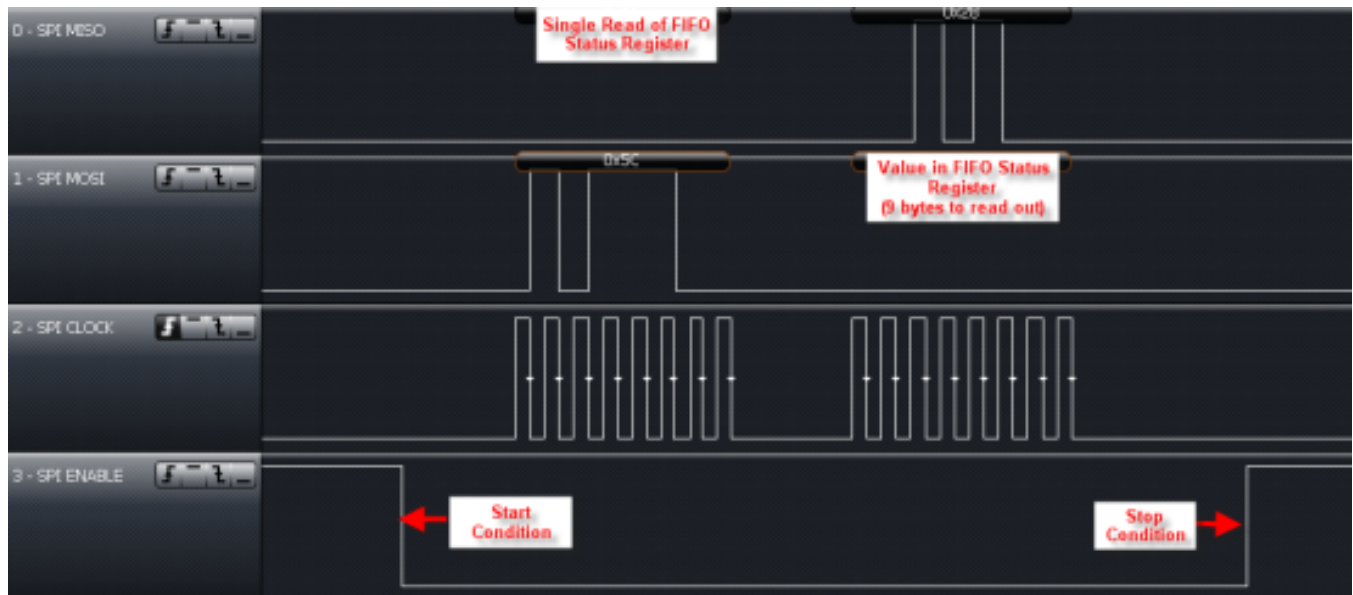 0 - SPI MISO
Single Read of FIFO
Status Register
0x28
1 - SPI MOSI
0x5C
Value in FIFO Status
Register
(9 bytes to read out)
2 - SPI CLOCK
3 - SPI ENABLE
Start
Condition
Stop
Condition